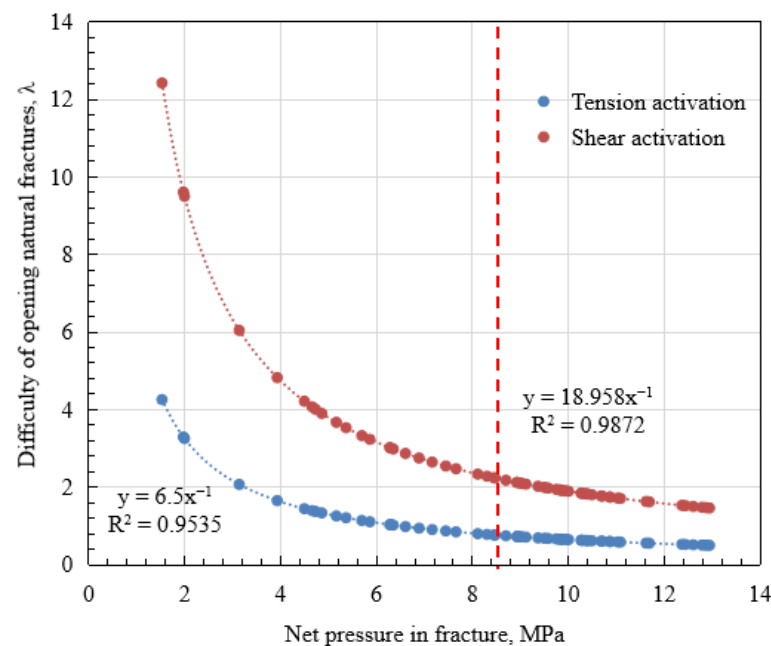 Difficulty of opening natural fractures, λ
14
12
10
8
6
4
2
0
Tension activation
Shear activation
y = 18.958x⁻¹
R² = 0.9872
y = 6.5x⁻¹
R² = 0.9535
0 2 4 6 8 10 12 14
Net pressure in fracture, MPa